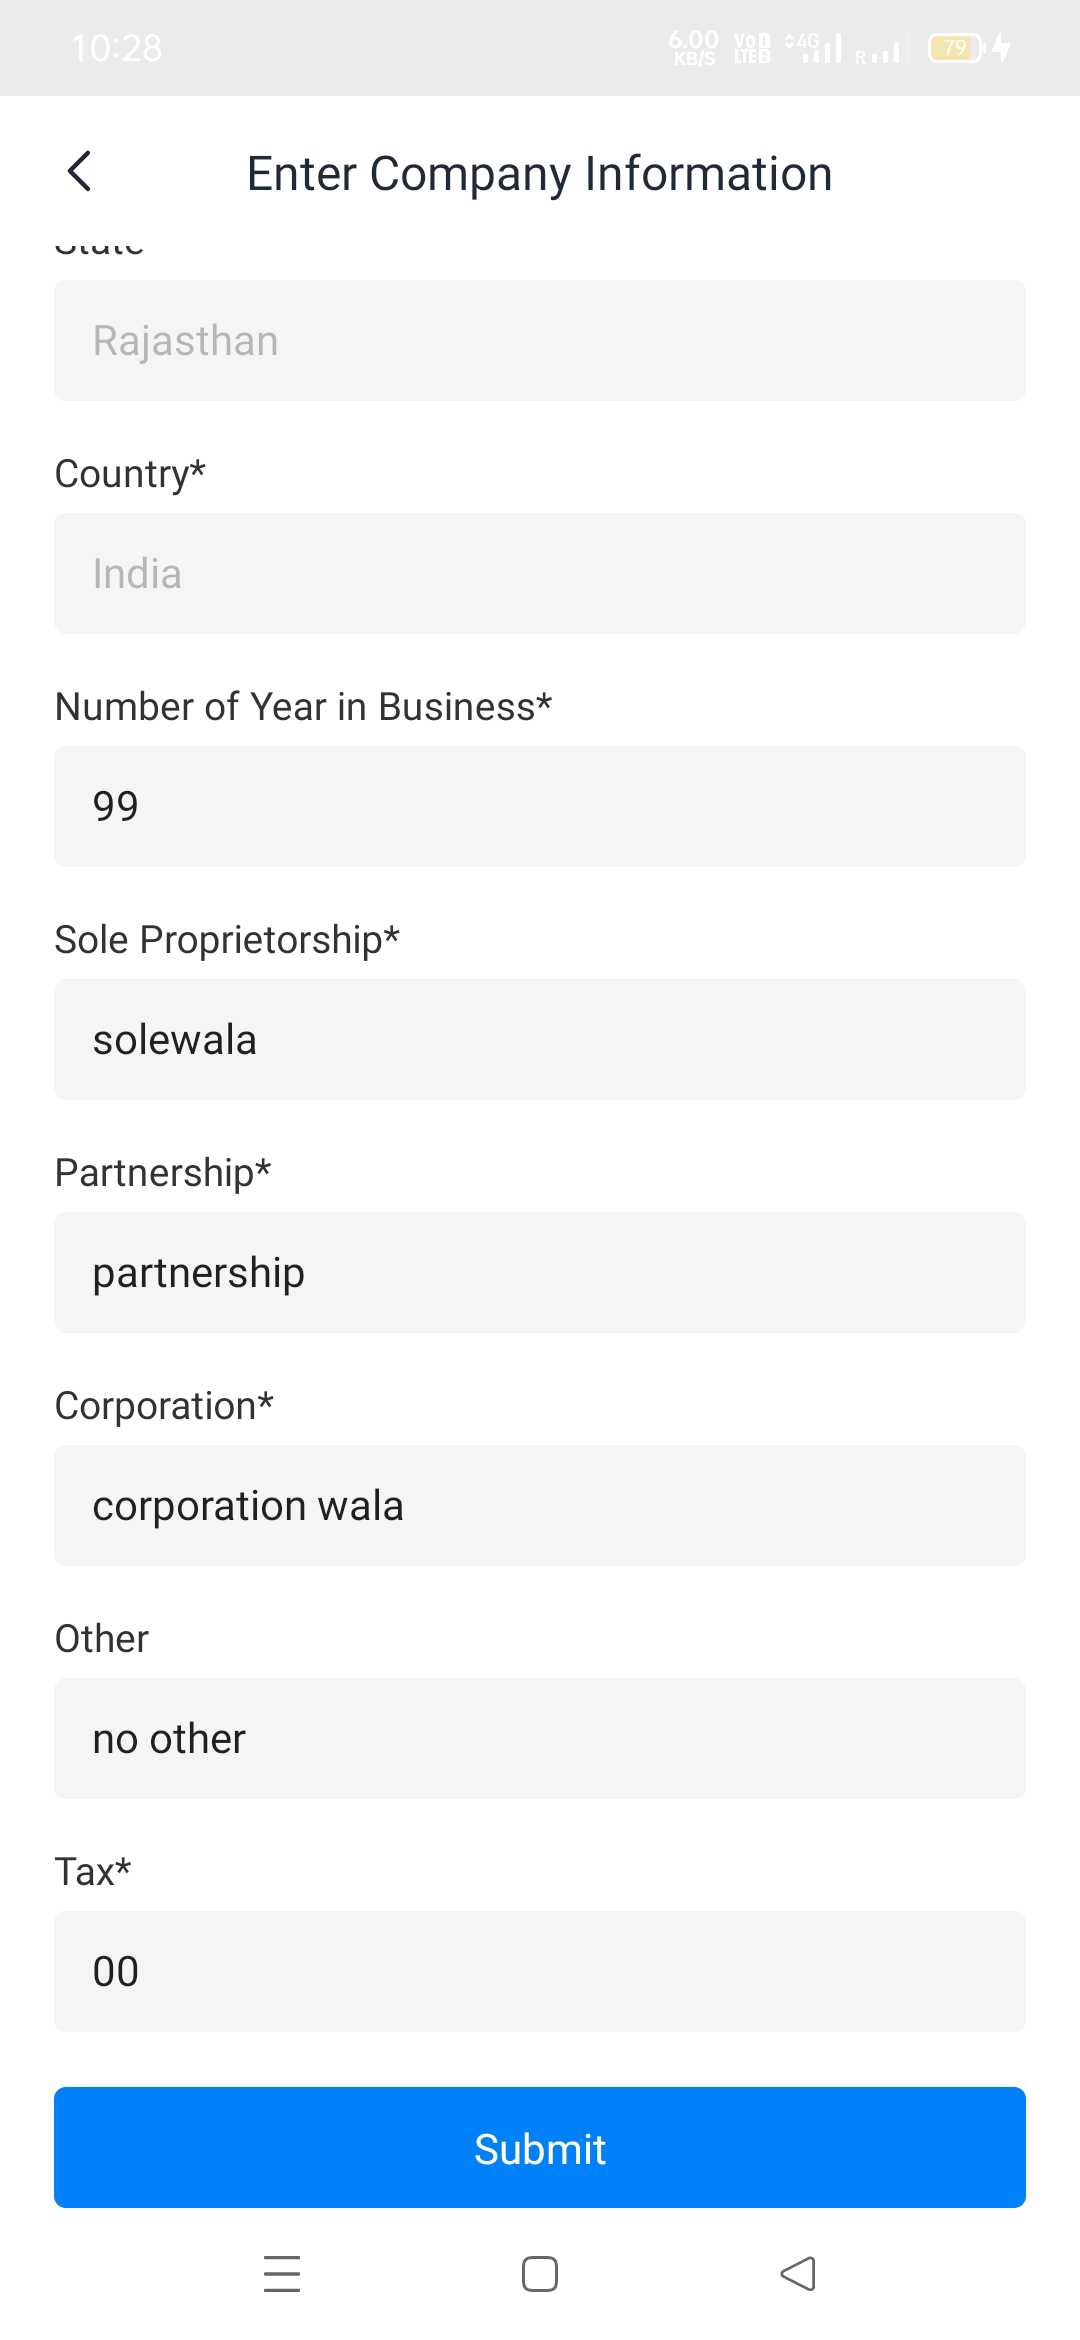 10:28
6.00 KB/S
VoD LTE 4G R 79
Enter Company Information
State
Rajasthan
Country*
India
Number of Year in Business*
99
Sole Proprietorship*
solewala
Partnership*
partnership
Corporation*
corporation wala
Other
no other
Tax*
00
Submit